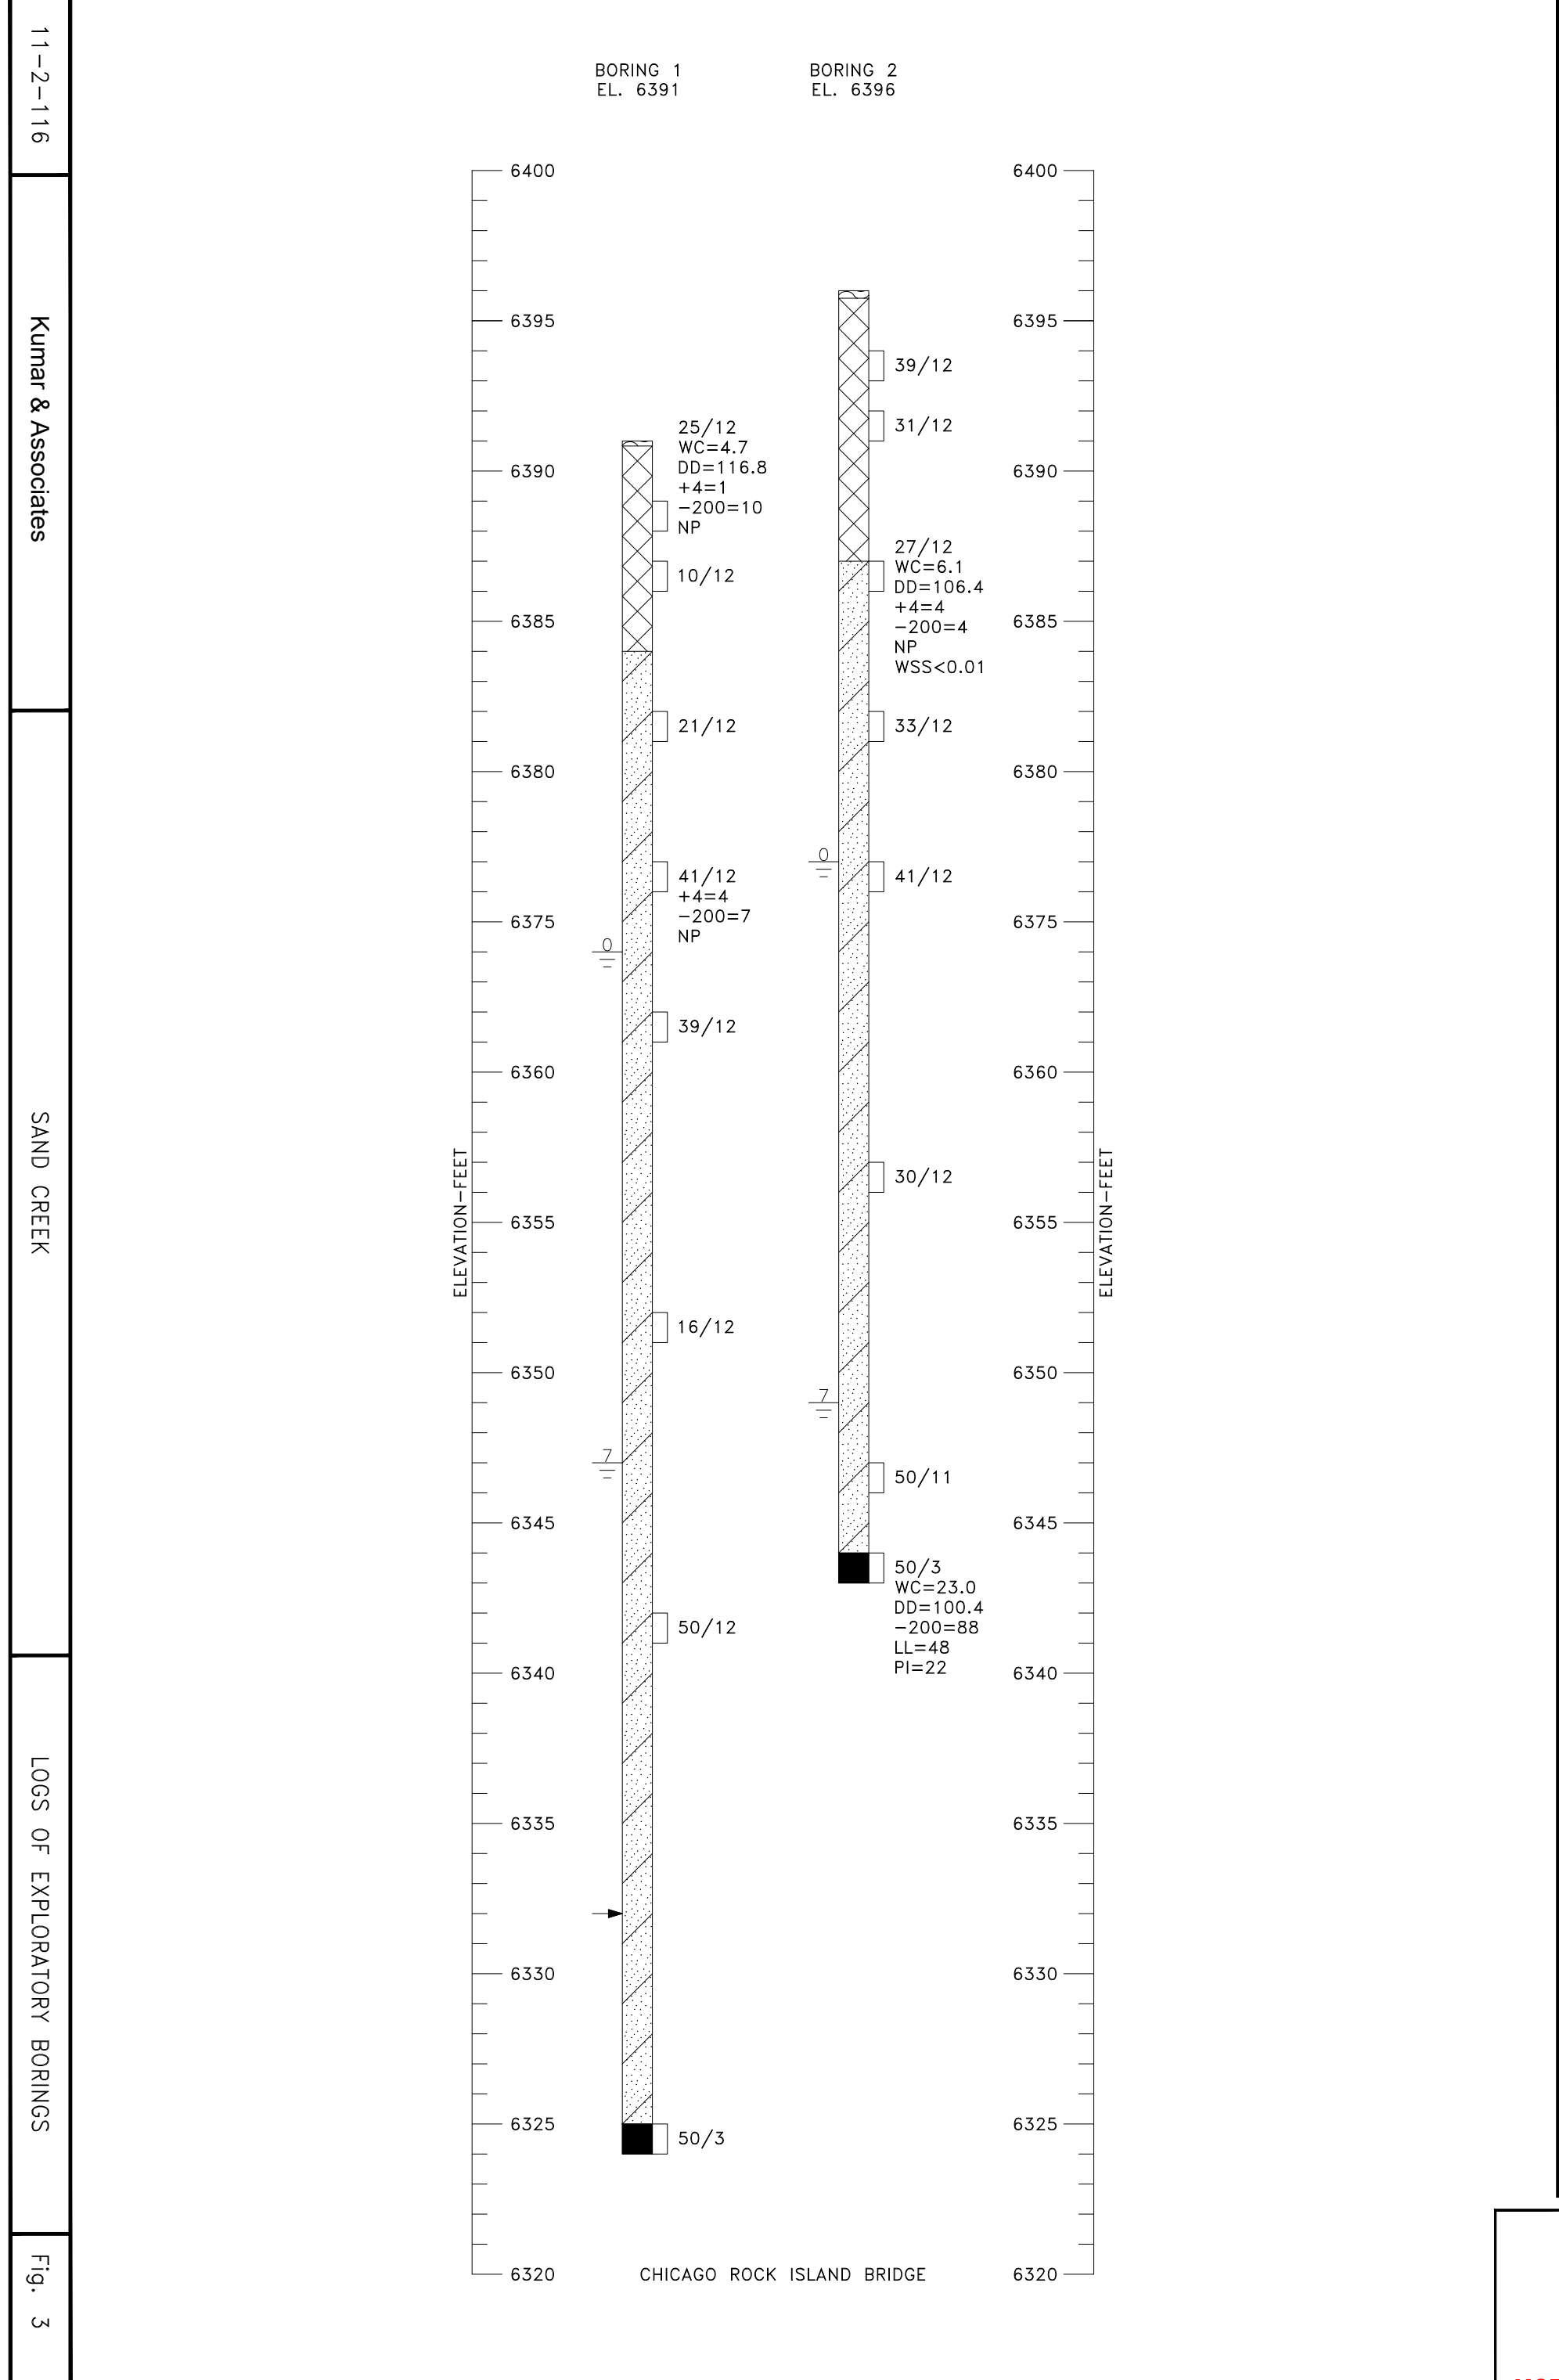 11-2-116
Kumar & Associates
SAND CREEK
LOGS OF EXPLORATORY BORINGS
Fig. 3
BORING 1
EL. 6391
BORING 2
EL. 6396
ELEVATION-FEET
6400
6395
6390
6385
6380
6375
6360
6355
6350
6345
6340
6335
6330
6325
6320
25/12
WC=4.7
DD=116.8
+4=1
-200=10
NP
10/12
21/12
41/12
+4=4
-200=7
NP
0
39/12
16/12
7
50/12
50/3
39/12
31/12
27/12
WC=6.1
DD=106.4
+4=4
-200=4
NP
WSS<0.01
33/12
0
41/12
30/12
7
50/11
50/3
WC=23.0
DD=100.4
-200=88
LL=48
PI=22
6400
6395
6390
6385
6380
6375
6360
6355
6350
6345
6340
6335
6330
6325
6320
ELEVATION-FEET
CHICAGO ROCK ISLAND BRIDGE